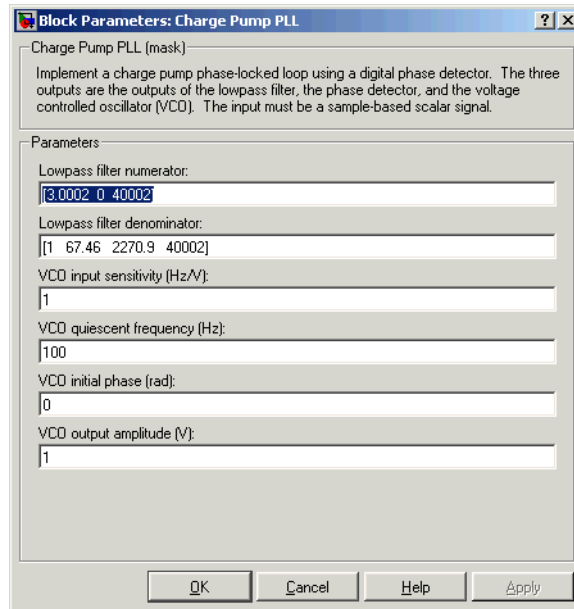 Block Parameters: Charge Pump PLL
Charge Pump PLL (mask)
Implement a charge pump phase-locked loop using a digital phase detector. The three
outputs are the outputs of the lowpass filter, the phase detector, and the voltage
controlled oscillator (VCO). The input must be a sample-based scalar signal.
Parameters
Lowpass filter numerator:
[3.0002 0 40002]
Lowpass filter denominator:
[1 67.46 2270.9 40002]
VCO input sensitivity (Hz/V):
1
VCO quiescent frequency (Hz):
100
VCO initial phase (rad):
0
VCO output amplitude (V):
1
OK Cancel Help Apply